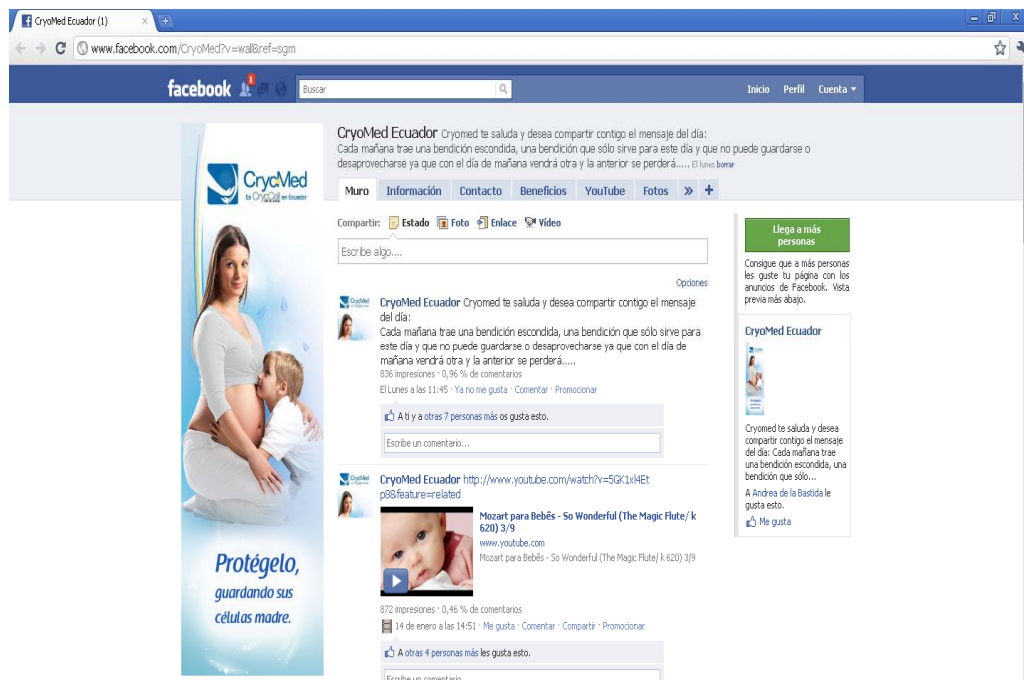 CryoMed Ecuador (1)
www.facebook.com/CryoMed?v=wall&ref=sgm
facebook
1
Buscar
Inicio Perfil Cuenta
CryoMed
Es CryoCell en Ecuador
Protégelo,
guardando sus
células madre.
CryoMed Ecuador Cryomed te saluda y desea compartir contigo el mensaje del día:
Cada mañana trae una bendición escondida, una bendición que sólo sirve para este día y que no puede guardarse o
desaprovecharse ya que con el día de mañana vendrá otra y la anterior se perderá..... El lunes borrar
Muro Información Contacto Beneficios YouTube Fotos » +
Compartir: Estado Foto Enlace Vídeo
Escribe algo....
Opciones
CryoMed
CryoMed Ecuador Cryomed te saluda y desea compartir contigo el mensaje
del día:
Cada mañana trae una bendición escondida, una bendición que sólo sirve para
este día y que no puede guardarse o desaprovecharse ya que con el día de
mañana vendrá otra y la anterior se perderá.....
836 impresiones · 0,96 % de comentarios
El Lunes a las 11:45 · Ya no me gusta · Comentar · Promocionar
A ti y a otras 7 personas más os gusta esto.
Escribe un comentario...
CryoMed
CryoMed Ecuador http://www.youtube.com/watch?v=5GK1xl4Et
p8&feature=related
Mozart para Bebês - So Wonderful (The Magic Flute/ k
620) 3/9
www.youtube.com
Mozart para Bebês - So Wonderful (The Magic Flute/ k 620) 3/9
872 impresiones · 0,46 % de comentarios
14 de enero a las 14:51 · Me gusta · Comentar · Compartir · Promocionar
A otras 4 personas más les gusta esto.
Escribe un comentario
Llega a más
personas
Consigue que a más personas
les guste tu página con los
anuncios de Facebook. Vista
previa más abajo.
CryoMed Ecuador
Cryomed te saluda y desea
compartir contigo el mensaje
del día: Cada mañana trae
una bendición escondida, una
bendición que sólo...
A Andrea de la Bastida le
gusta esto.
Me gusta